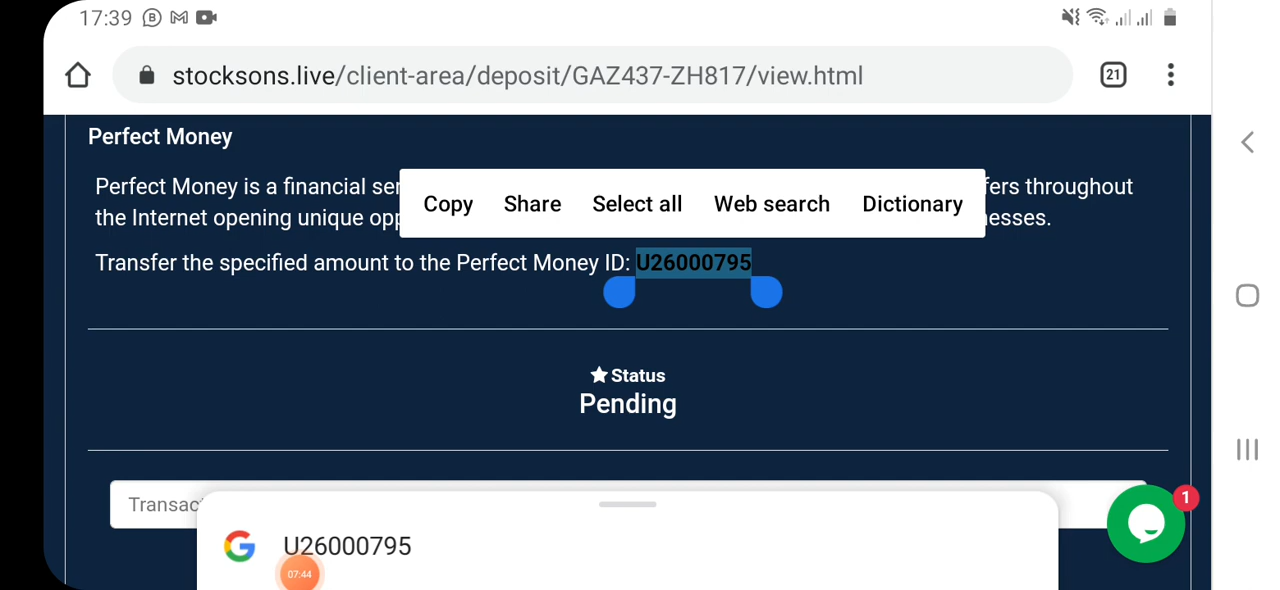 17:39
stocksons.live/client-area/deposit/GAZ437-ZH817/view.html
21
Perfect Money
Perfect Money is a financial ser fers throughout
Copy Share Select all Web search Dictionary
the Internet opening unique opp esses.
Transfer the specified amount to the Perfect Money ID: U26000795
Status
Pending
Transac
1
U26000795
07:44